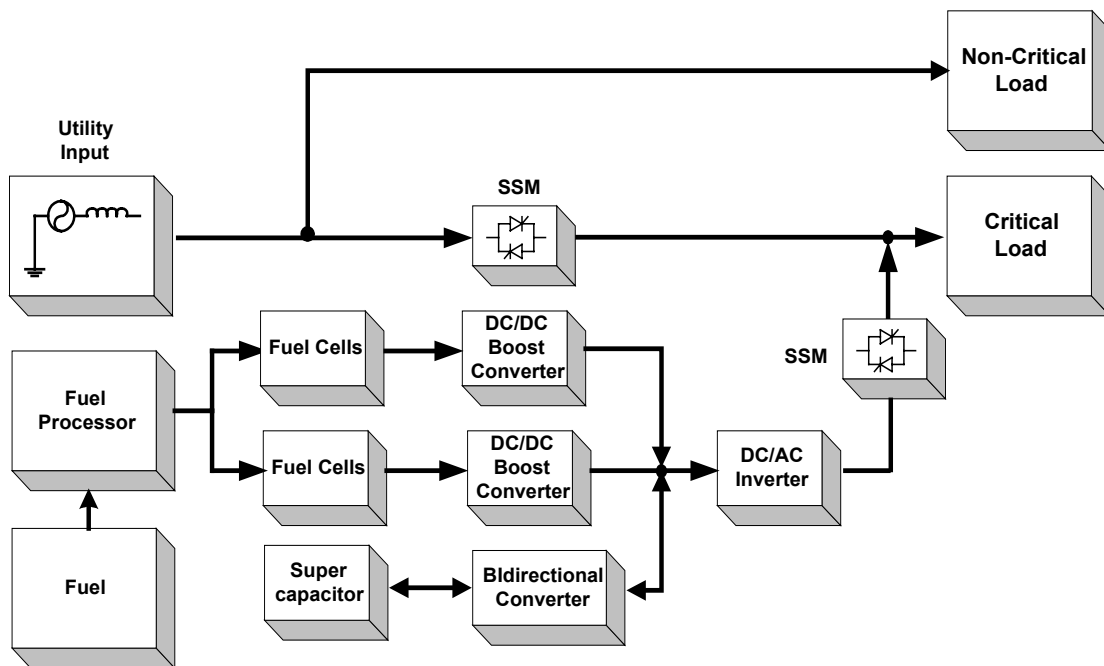 Non-Critical
Load
Utility
Input
SSM
Critical
Load
DC/DC
Boost
Converter
Fuel Cells
SSM
Fuel
Processor
DC/DC
Boost
Converter
Fuel Cells
DC/AC
Inverter
Fuel
Super
capacitor
BIdirectional
Converter